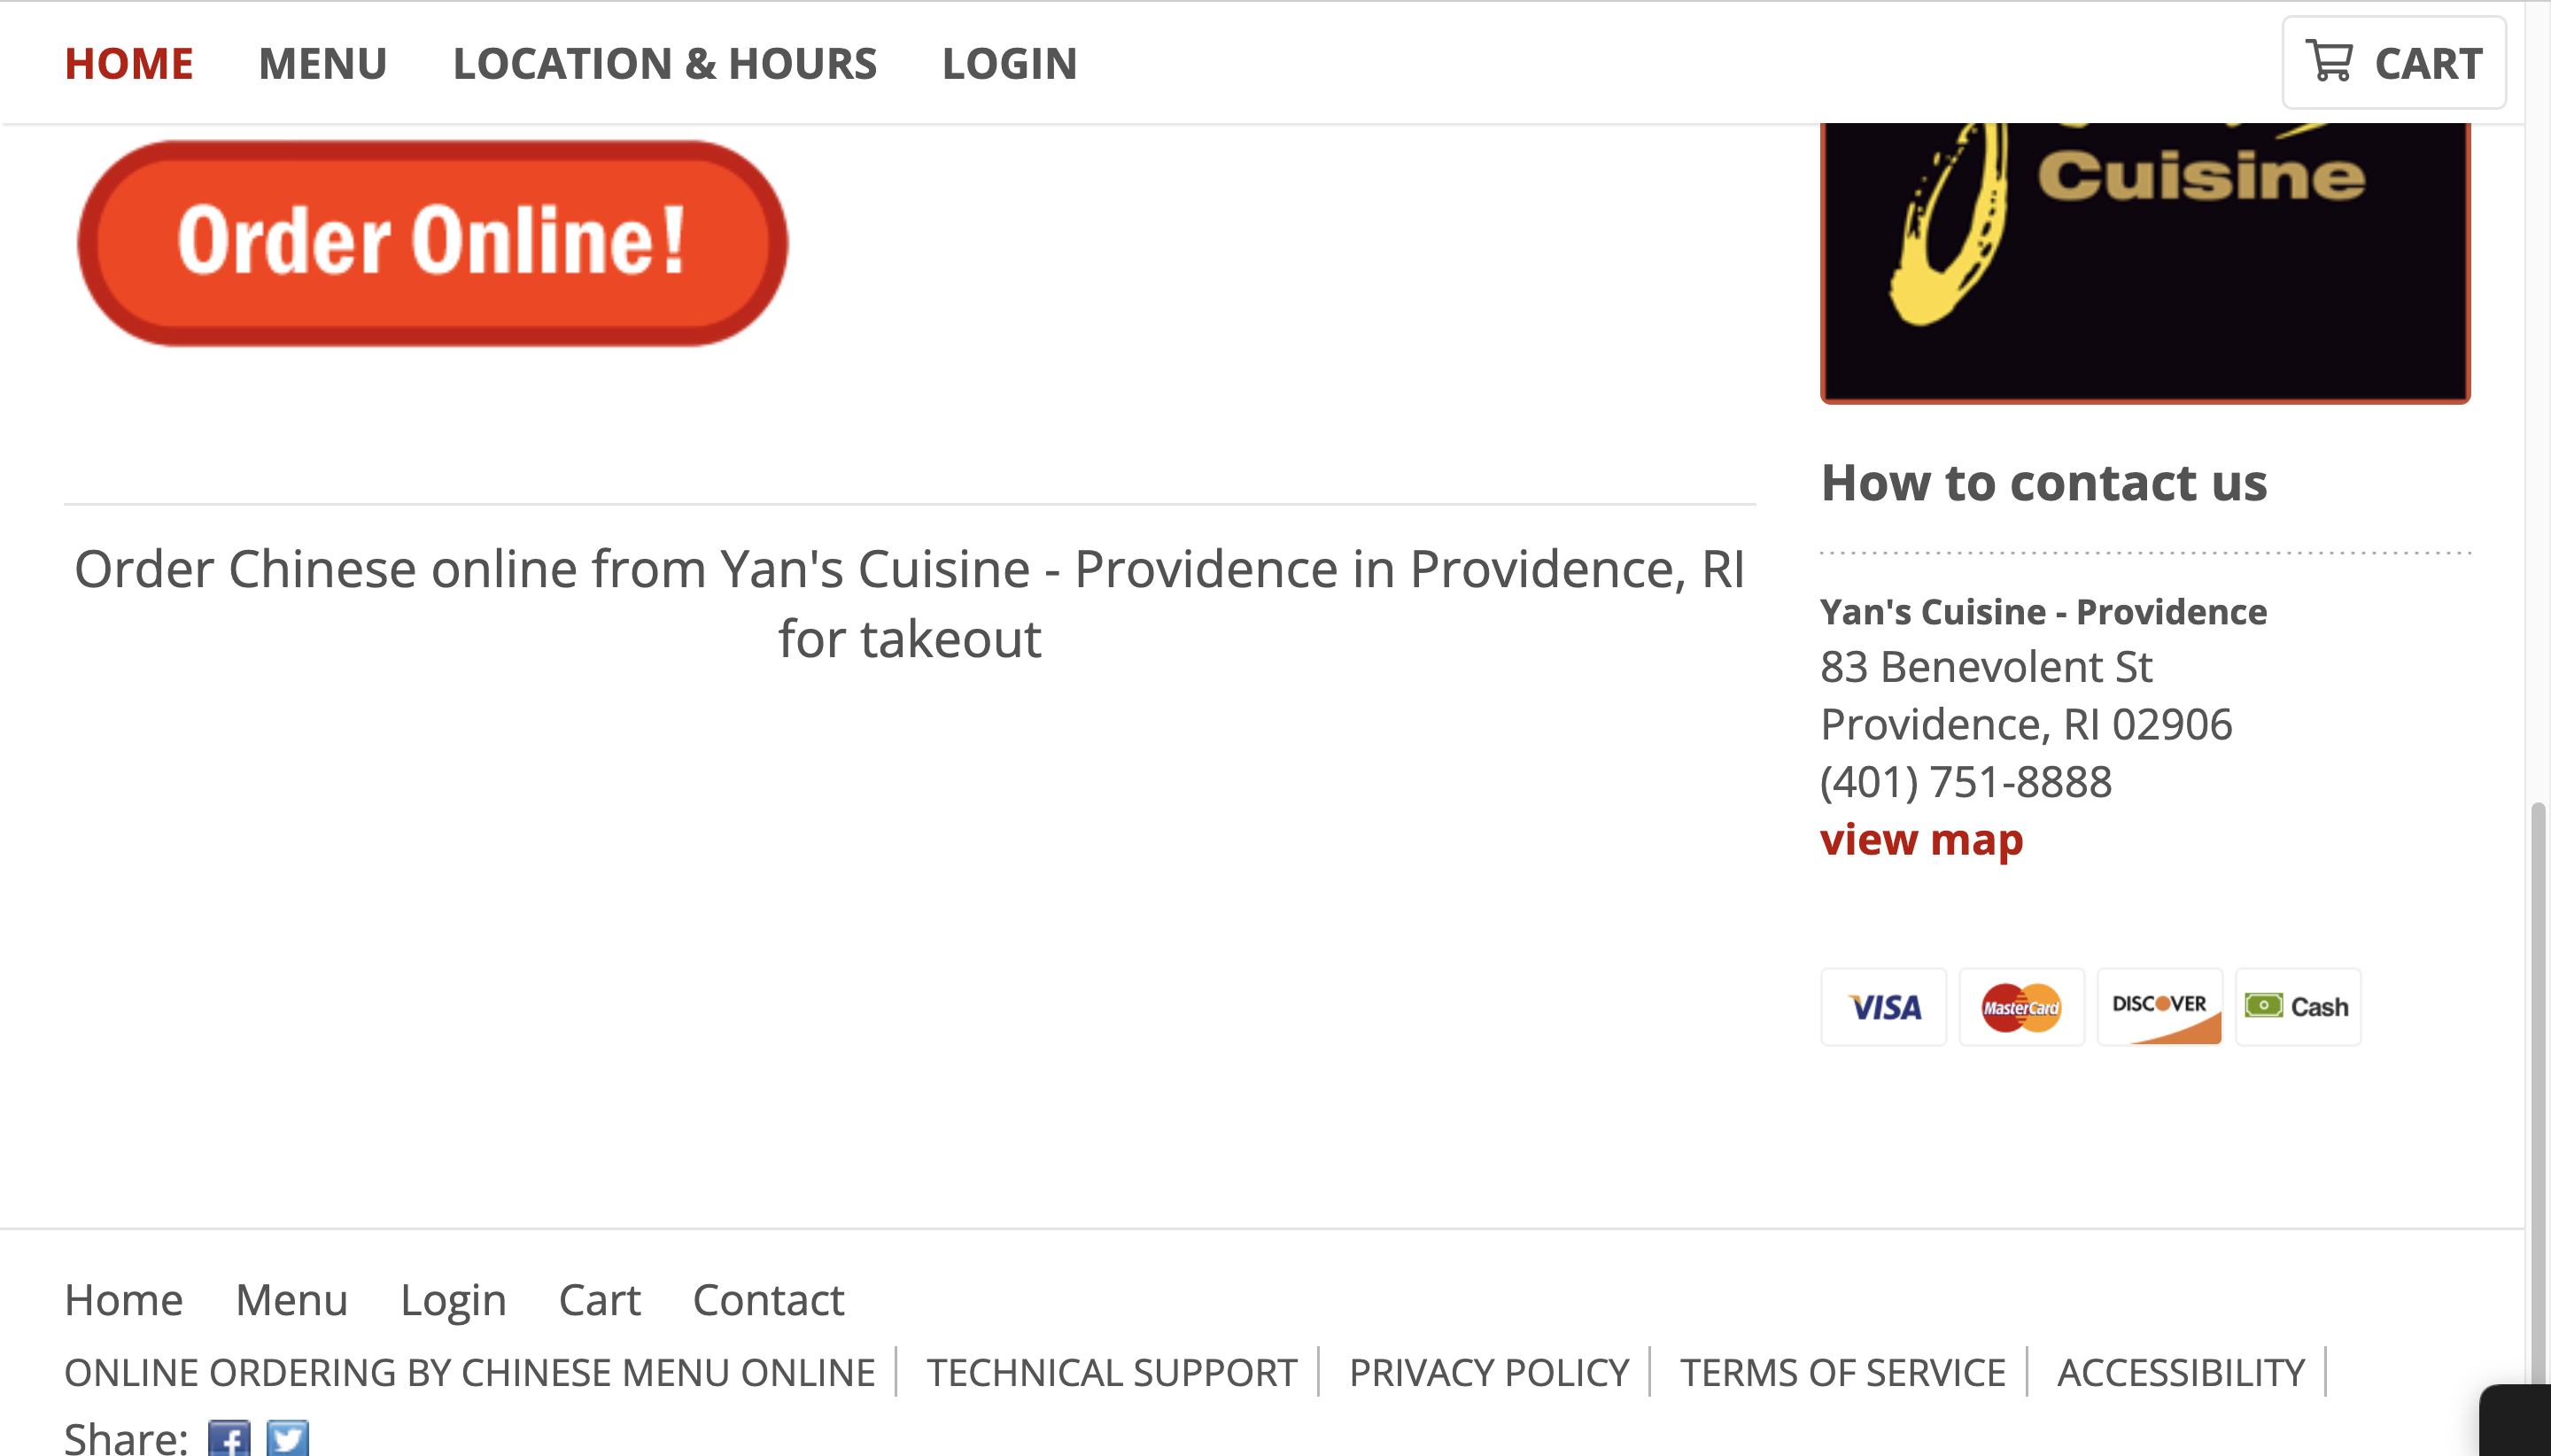 HOME MENU LOCATION & HOURS LOGIN CART
Order Online!
Cuisine
Order Chinese online from Yan's Cuisine - Providence in Providence, RI
for takeout
How to contact us
Yan's Cuisine - Providence
83 Benevolent St
Providence, RI 02906
(401) 751-8888
view map
VISA MasterCard DISCOVER Cash
Home Menu Login Cart Contact
ONLINE ORDERING BY CHINESE MENU ONLINE TECHNICAL SUPPORT PRIVACY POLICY TERMS OF SERVICE ACCESSIBILITY
Share: